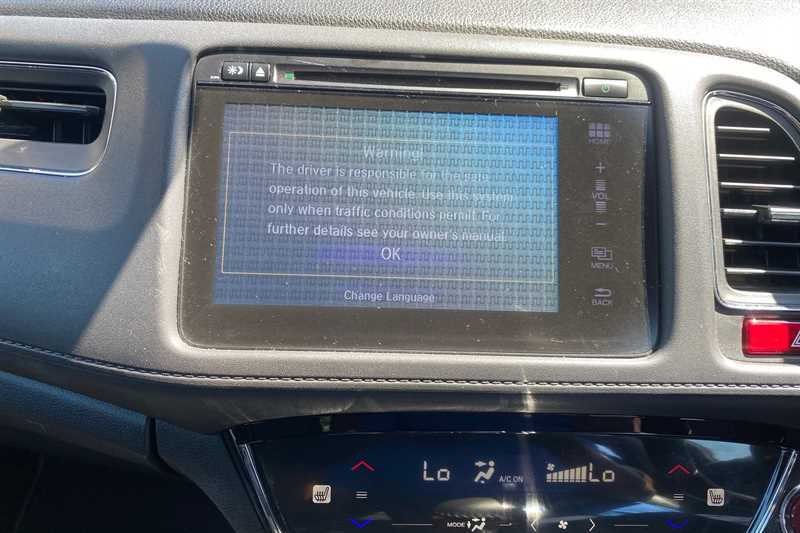 Warning!
The driver is responsible for the safe
operation of this vehicle. Use this system
only when traffic conditions permit. For
further details see your owner's manual.
OK
Change Language
HOME
+
VOL
−
MENU
BACK
Lo
A/C ON
Lo
MODE